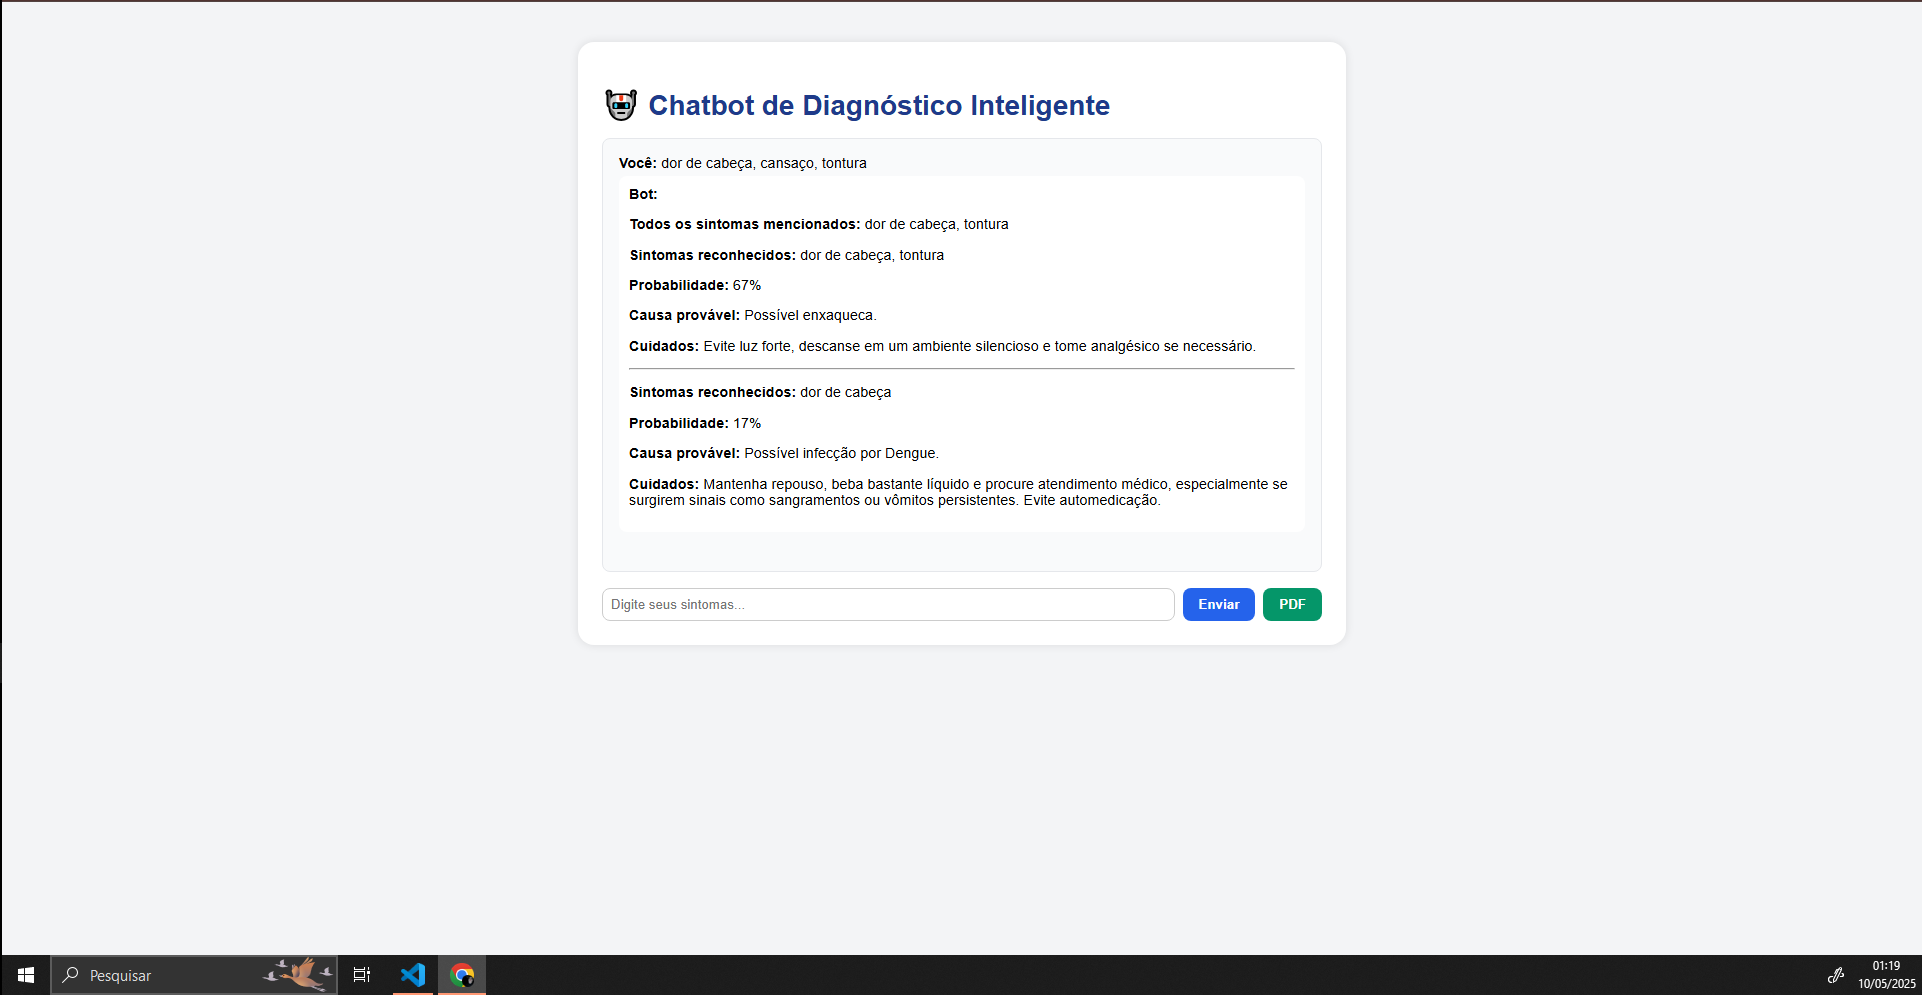 Chatbot de Diagnóstico Inteligente
Você: dor de cabeça, cansaço, tontura
Bot:
Todos os sintomas mencionados: dor de cabeça, tontura
Sintomas reconhecidos: dor de cabeça, tontura
Probabilidade: 67%
Causa provável: Possível enxaqueca.
Cuidados: Evite luz forte, descanse em um ambiente silencioso e tome analgésico se necessário.
Sintomas reconhecidos: dor de cabeça
Probabilidade: 17%
Causa provável: Possível infecção por Dengue.
Cuidados: Mantenha repouso, beba bastante líquido e procure atendimento médico, especialmente se
surgirem sinais como sangramentos ou vômitos persistentes. Evite automedicação.
Digite seus sintomas...
Enviar
PDF
Pesquisar
01:19
10/05/2025